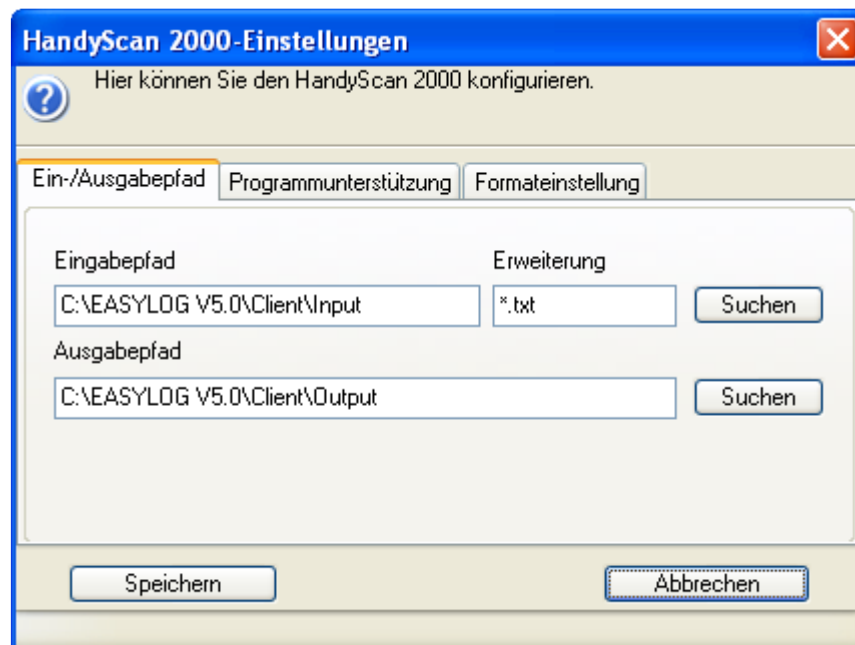 HandyScan 2000-Einstellungen
Hier können Sie den HandyScan 2000 konfigurieren.
Ein-/Ausgabepfad Programmunterstützung Formateinstellung
Eingabepfad Erweiterung
C:\EASYLOG V5.0\Client\Input *.txt Suchen
Ausgabepfad
C:\EASYLOG V5.0\Client\Output Suchen
Speichern Abbrechen